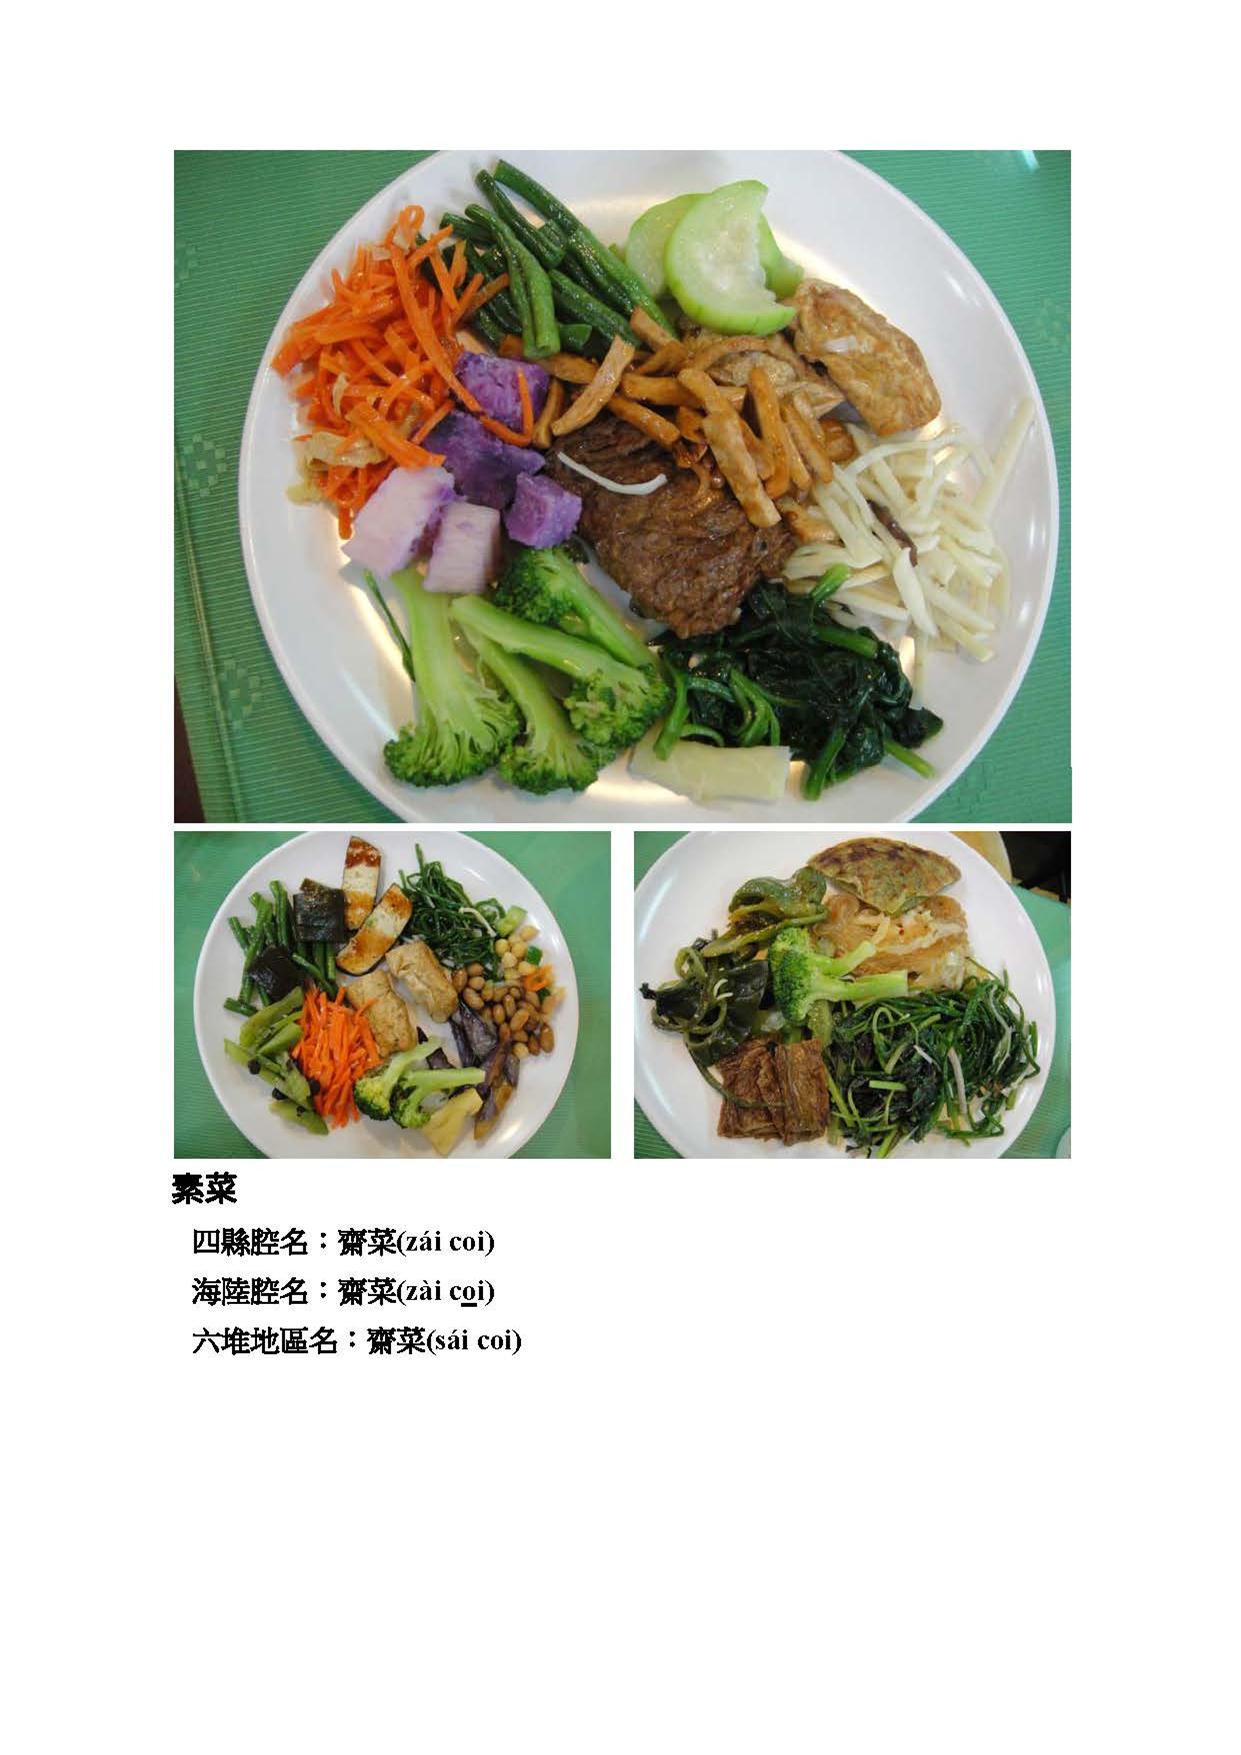 素菜
四縣腔名：齋菜(zái coi)
海陸腔名：齋菜(zài co̲i)
六堆地區名：齋菜(sái coi)